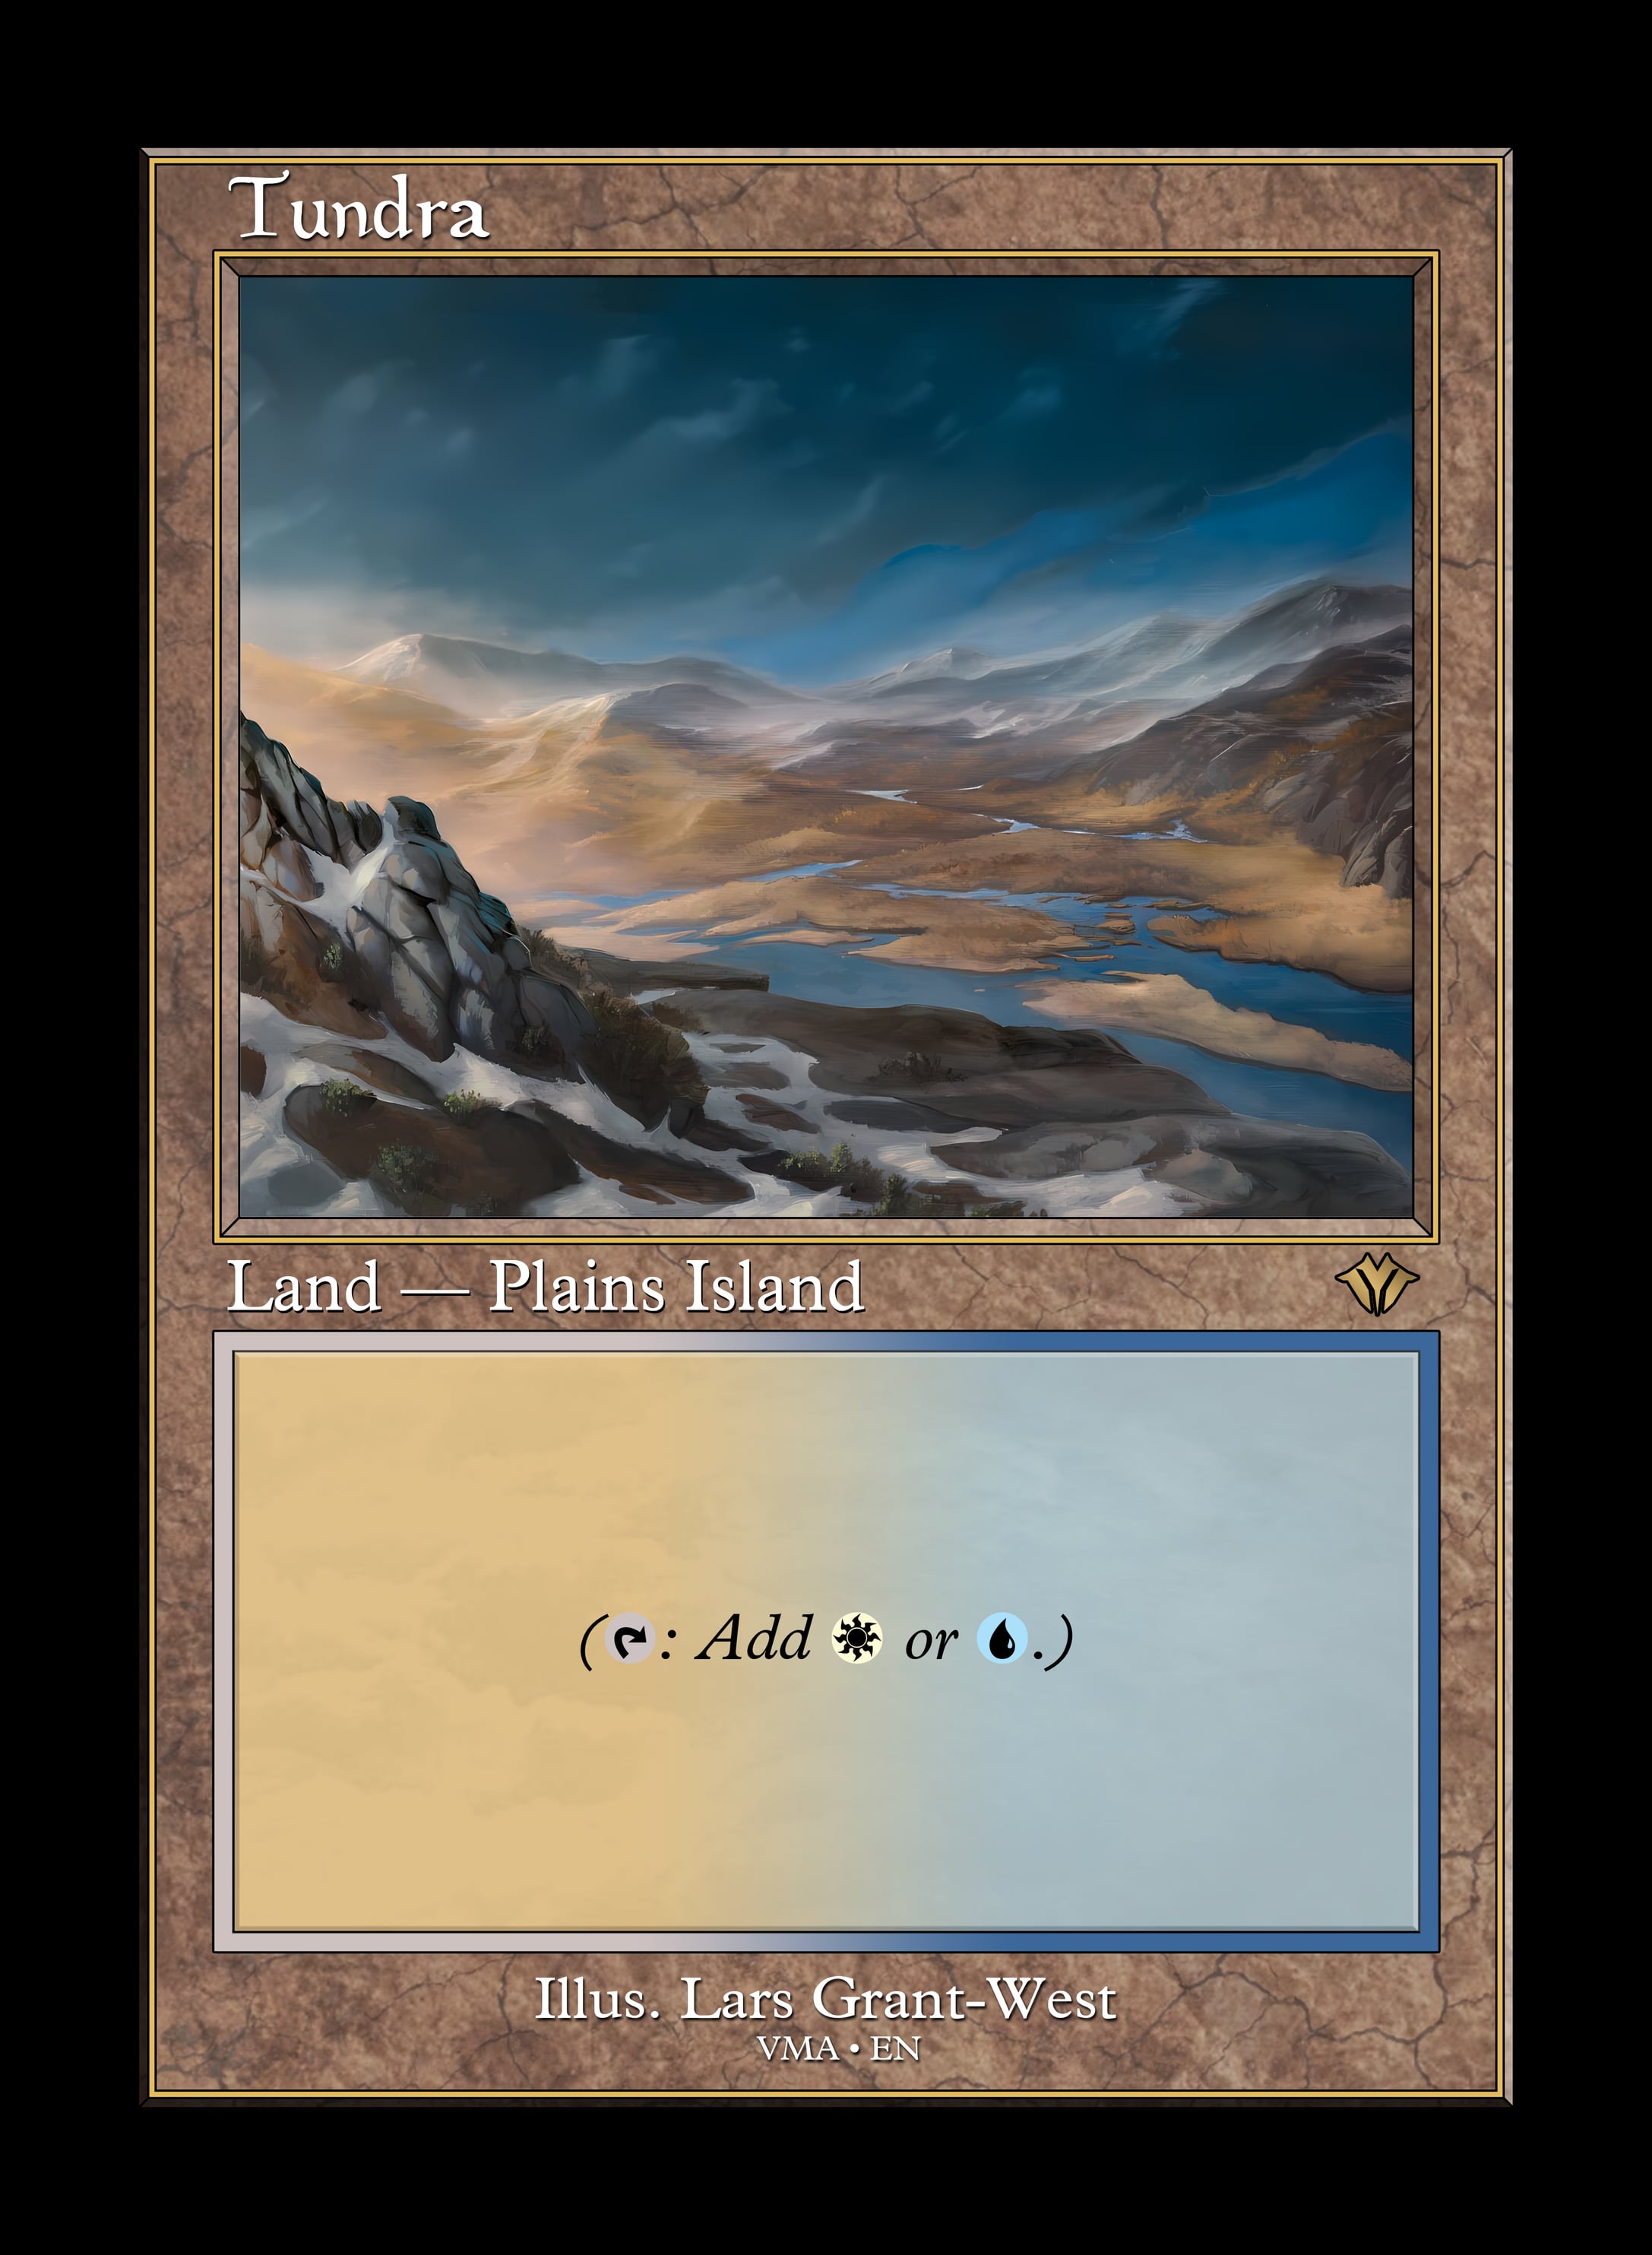 Tundra
Land — Plains Island
(: Add or .)
Illus. Lars Grant-West
VMA • EN